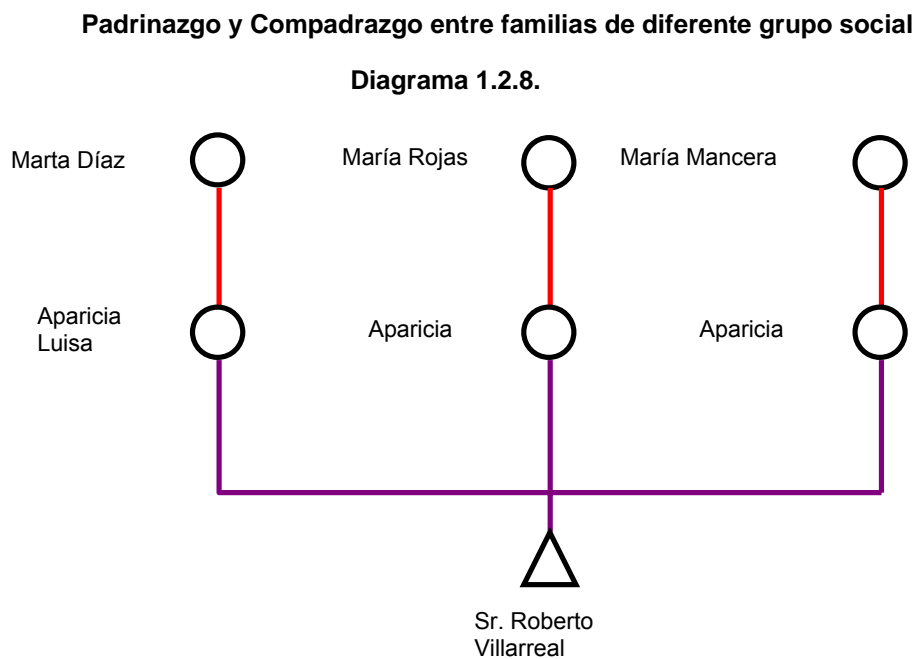 Padrinazgo y Compadrazgo entre familias de diferente grupo social
Diagrama 1.2.8.
Marta Díaz
María Rojas
María Mancera
Aparicia
Luisa
Aparicia
Aparicia
Sr. Roberto
Villarreal